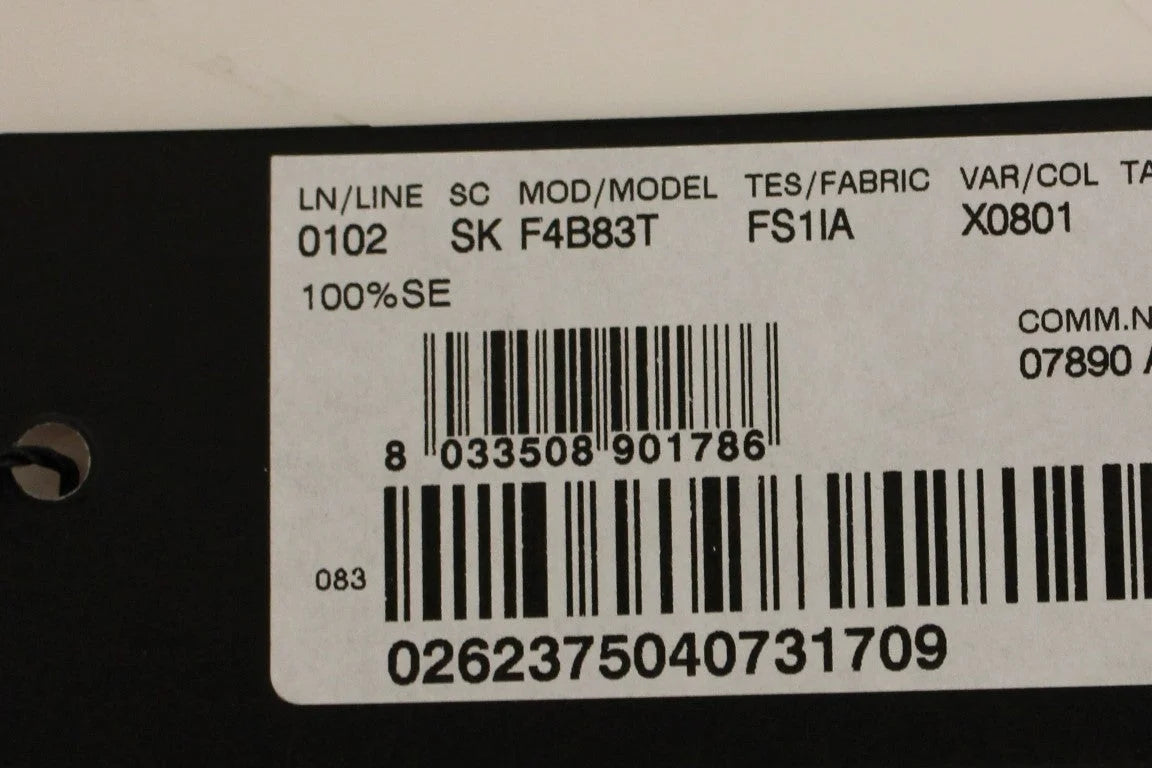 LN/LINE SC MOD/MODEL TES/FABRIC VAR/COL TA
0102 SK F4B83T FS1IA X0801
100%SE
COMM.N
07890
8 033508 901786
083
0262375040731709